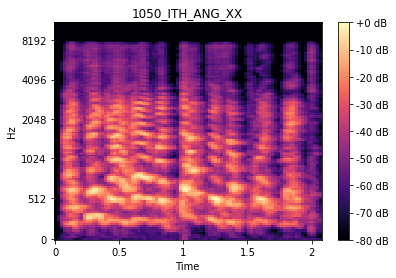 1050_ITH_ANG_XX
+0 dB
8192
-10 dB
4096
-20 dB
-30 dB
Hz
2048
-40 dB
1024
-50 dB
512
-60 dB
-70 dB
0
-80 dB
0
0.5
1
1.5
2
Time